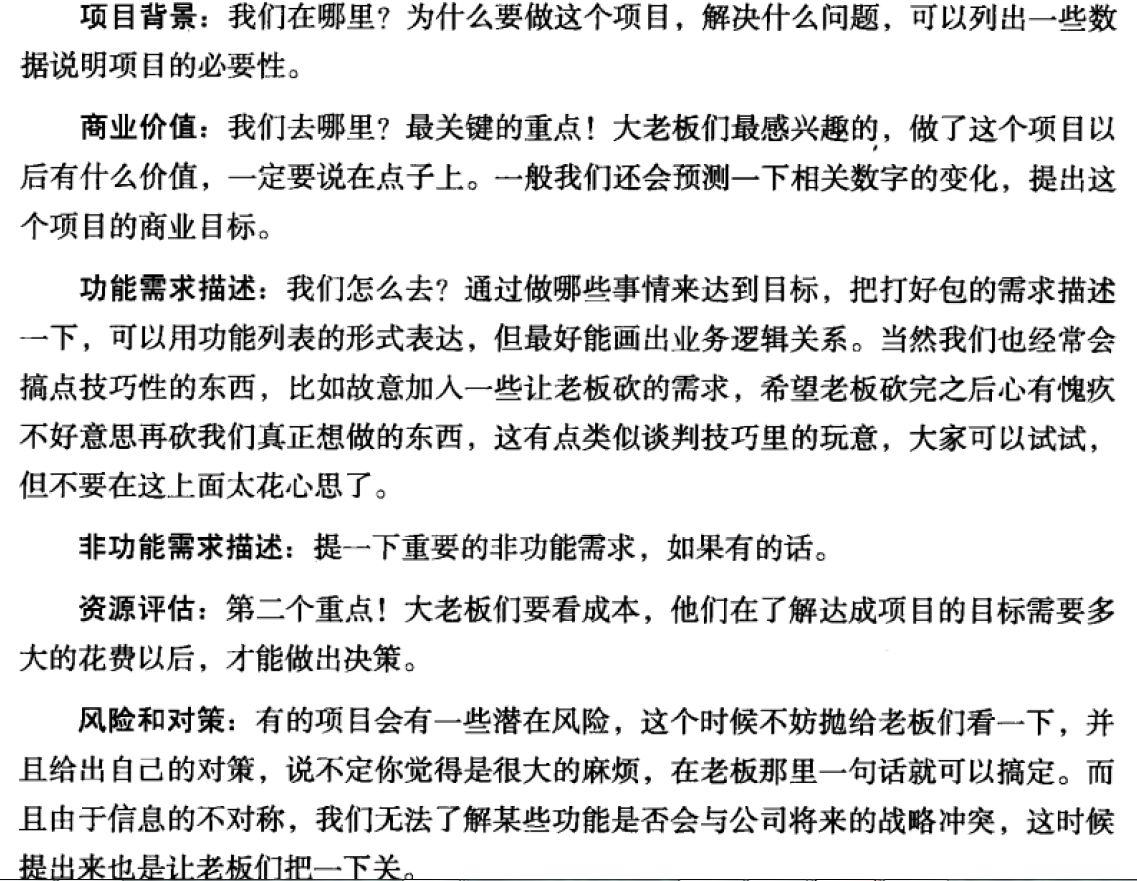 项目背景：我们在哪里？为什么要做这个项目，解决什么问题，可以列出一些数
据说明项目的必要性。
商业价值：我们去哪里？最关键的重点！大老板们最感兴趣的，做了这个项目以
后有什么价值，一定要说在点子上。一般我们还会预测一下相关数字的变化，提出这
个项目的商业目标。
功能需求描述：我们怎么去？通过做哪些事情来达到目标，把打好包的需求描述
一下，可以用功能列表的形式表达，但最好能画出业务逻辑关系。当然我们也经常会
搞点技巧性的东西，比如故意加入一些让老板砍的需求，希望老板砍完之后心有愧疚
不好意思再砍我们真正想做的东西，这有点类似谈判技巧里的玩意，大家可以试试，
但不要在这上面太花心思了。
非功能需求描述：提一下重要的非功能需求，如果有的话。
资源评估：第二个重点！大老板们要看成本，他们在了解达成项目的目标需要多
大的花费以后，才能做出决策。
风险和对策：有的项目会有一些潜在风险，这个时候不妨抛给老板们看一下，并
且给出自己的对策，说不定你觉得是很大的麻烦，在老板那里一句话就可以搞定。而
且由于信息的不对称，我们无法了解某些功能是否会与公司将来的战略冲突，这时候
提出来也是让老板们把一下关。